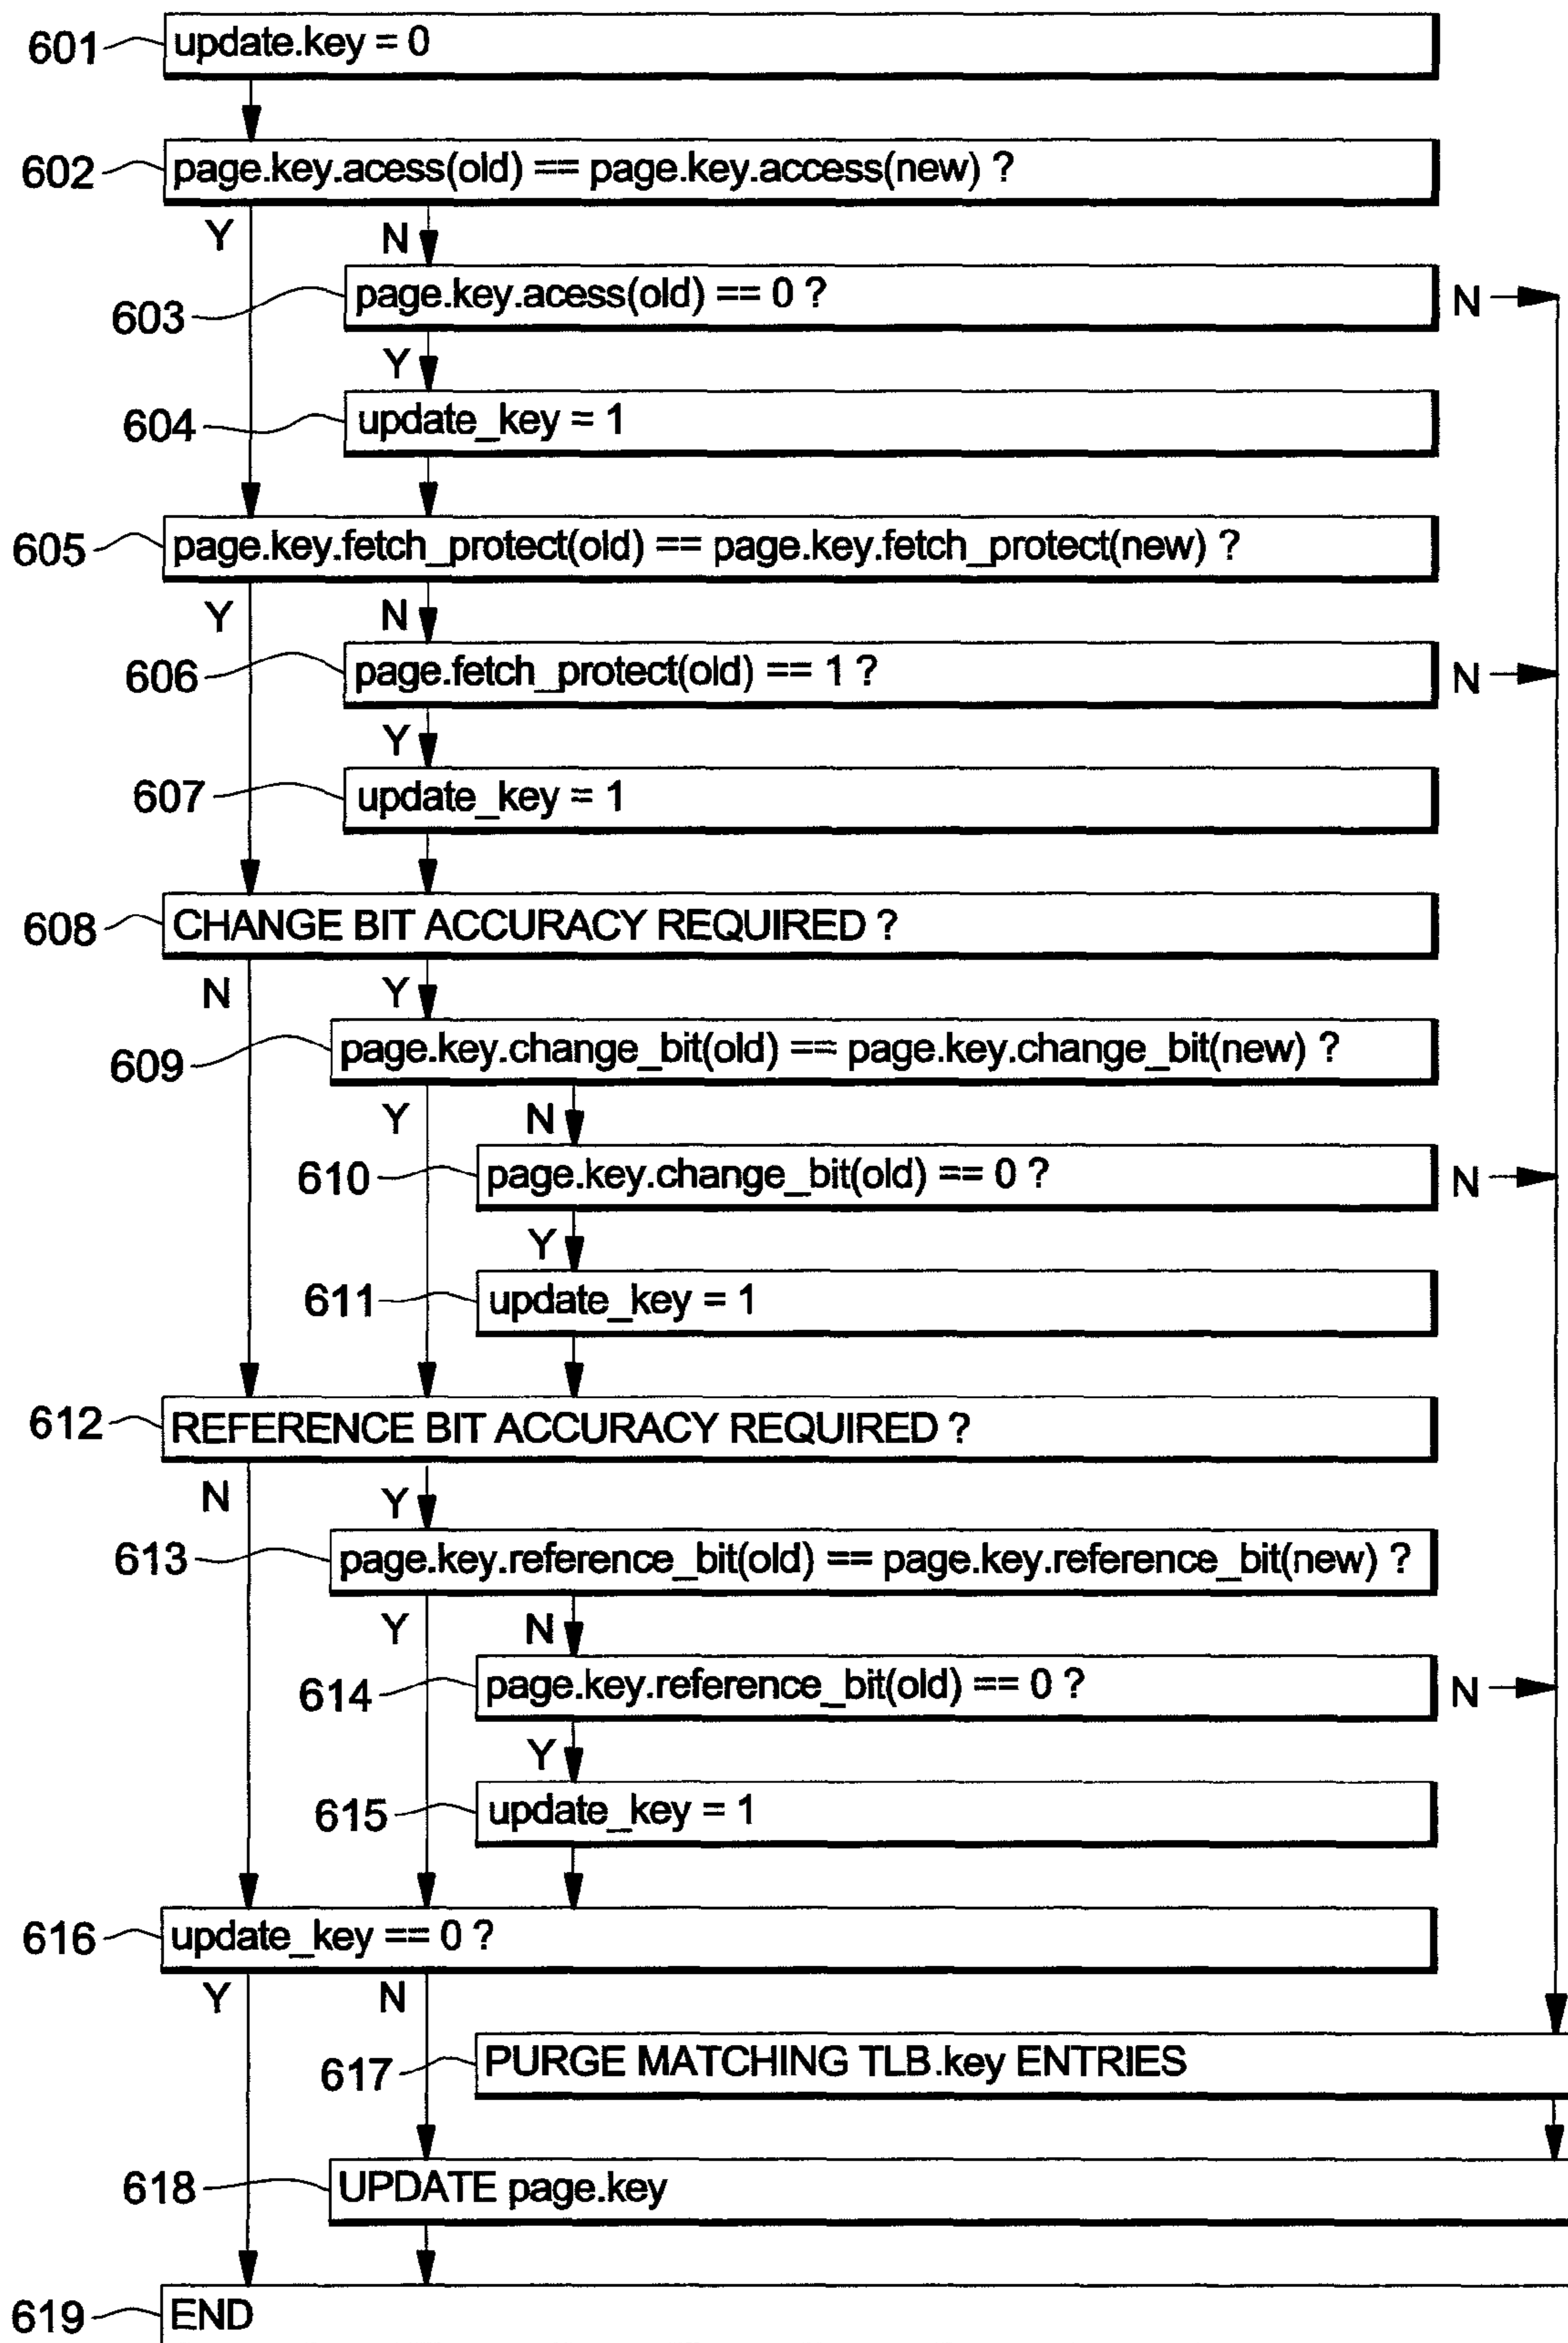 601 update.key = 0
602 page.key.acess(old) == page.key.access(new) ?
Y N
603 page.key.acess(old) == 0 ? N
Y
604 update_key = 1
605 page.key.fetch_protect(old) == page.key.fetch_protect(new) ?
Y N
606 page.fetch_protect(old) == 1 ? N
Y
607 update_key = 1
608 CHANGE BIT ACCURACY REQUIRED ?
N Y
609 page.key.change_bit(old) == page.key.change_bit(new) ?
Y N
610 page.key.change_bit(old) == 0 ? N
Y
611 update_key = 1
612 REFERENCE BIT ACCURACY REQUIRED ?
N Y
613 page.key.reference_bit(old) == page.key.reference_bit(new) ?
Y N
614 page.key.reference_bit(old) == 0 ? N
Y
615 update_key = 1
616 update_key == 0 ?
Y N
617 PURGE MATCHING TLB.key ENTRIES
618 UPDATE page.key
619 END